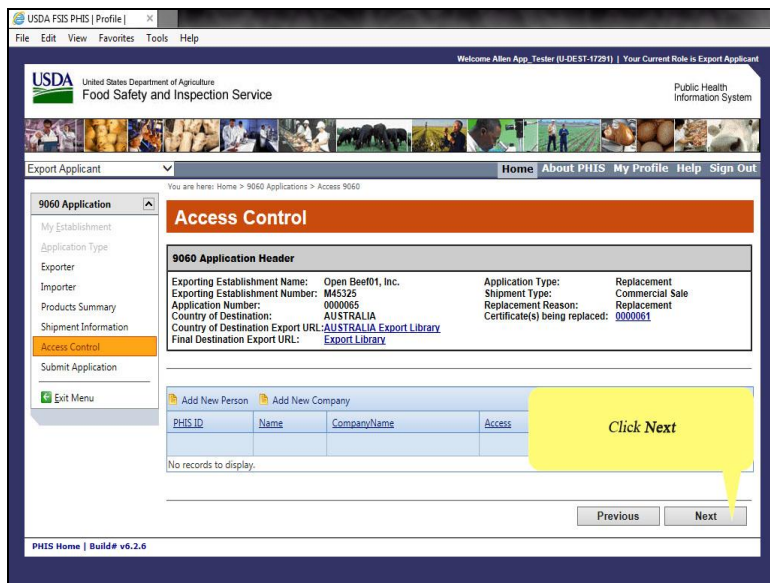 USDA FSIS PHIS | Profile |
File Edit View Favorites Tools Help
Welcome Allen App_Tester (U-DEST-17291) | Your Current Role is Export Applicant
USDA
United States Department of Agriculture
Food Safety and Inspection Service
Public Health
Information System
Export Applicant
Home About PHIS My Profile Help Sign Out
You are here: Home > 9060 Applications > Access 9060
9060 Application
My Establishment
Application Type
Exporter
Importer
Products Summary
Shipment Information
Access Control
Submit Application
Exit Menu
Access Control
9060 Application Header
Exporting Establishment Name: Open Beef01, Inc. Application Type: Replacement
Exporting Establishment Number: M45325 Shipment Type: Commercial Sale
Application Number: 0000065 Replacement Reason: Replacement
Country of Destination: AUSTRALIA Certificate(s) being replaced: 0000061
Country of Destination Export URL: AUSTRALIA Export Library
Final Destination Export URL: Export Library
Add New Person Add New Company
PHIS ID Name CompanyName Access
No records to display.
Click Next
Previous Next
PHIS Home | Build# v6.2.6